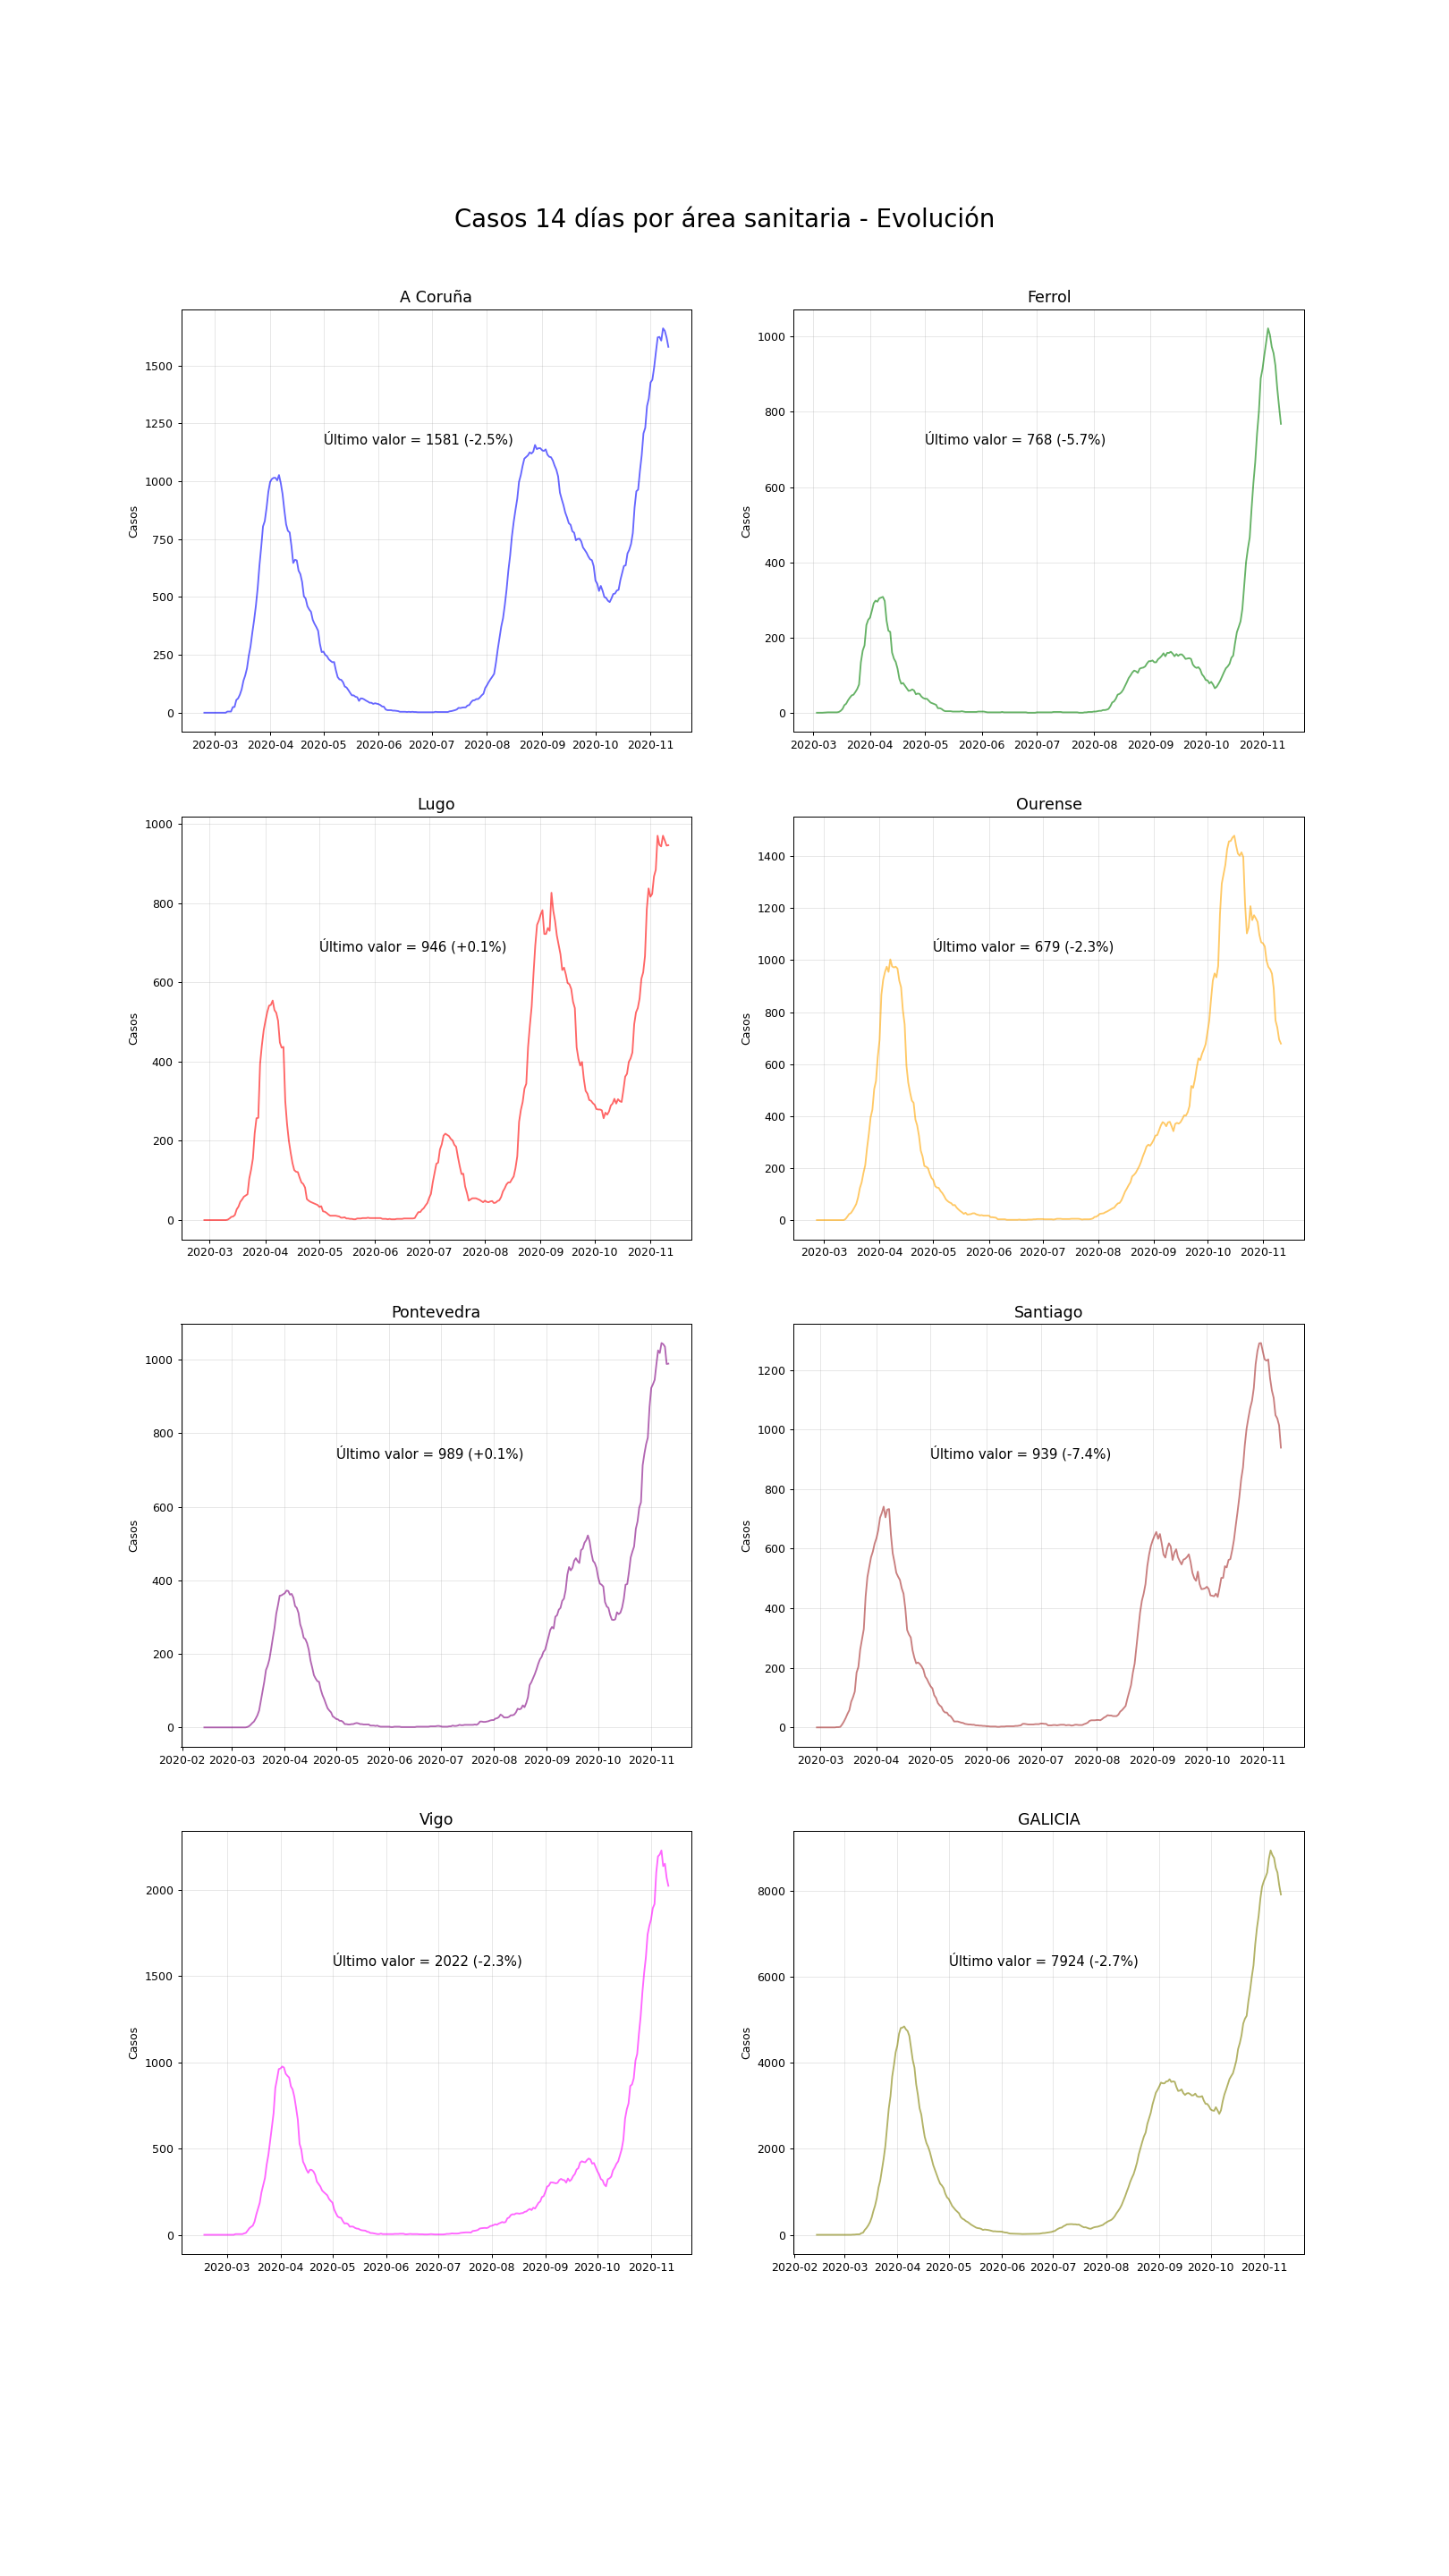 Casos 14 días por área sanitaria - Evolución
A Coruña
Casos
1500
1250
1000
750
500
250
0
Último valor = 1581 (-2.5%)
2020-03 2020-04 2020-05 2020-06 2020-07 2020-08 2020-09 2020-10 2020-11
Ferrol
Casos
1000
800
600
400
200
0
Último valor = 768 (-5.7%)
2020-03 2020-04 2020-05 2020-06 2020-07 2020-08 2020-09 2020-10 2020-11
Lugo
Casos
1000
800
600
400
200
0
Último valor = 946 (+0.1%)
2020-03 2020-04 2020-05 2020-06 2020-07 2020-08 2020-09 2020-10 2020-11
Ourense
Casos
1400
1200
1000
800
600
400
200
0
Último valor = 679 (-2.3%)
2020-03 2020-04 2020-05 2020-06 2020-07 2020-08 2020-09 2020-10 2020-11
Pontevedra
Casos
1000
800
600
400
200
0
Último valor = 989 (+0.1%)
2020-02 2020-03 2020-04 2020-05 2020-06 2020-07 2020-08 2020-09 2020-10 2020-11
Santiago
Casos
1200
1000
800
600
400
200
0
Último valor = 939 (-7.4%)
2020-03 2020-04 2020-05 2020-06 2020-07 2020-08 2020-09 2020-10 2020-11
Vigo
Casos
2000
1500
1000
500
0
Último valor = 2022 (-2.3%)
2020-03 2020-04 2020-05 2020-06 2020-07 2020-08 2020-09 2020-10 2020-11
GALICIA
Casos
8000
6000
4000
2000
0
Último valor = 7924 (-2.7%)
2020-02 2020-03 2020-04 2020-05 2020-06 2020-07 2020-08 2020-09 2020-10 2020-11